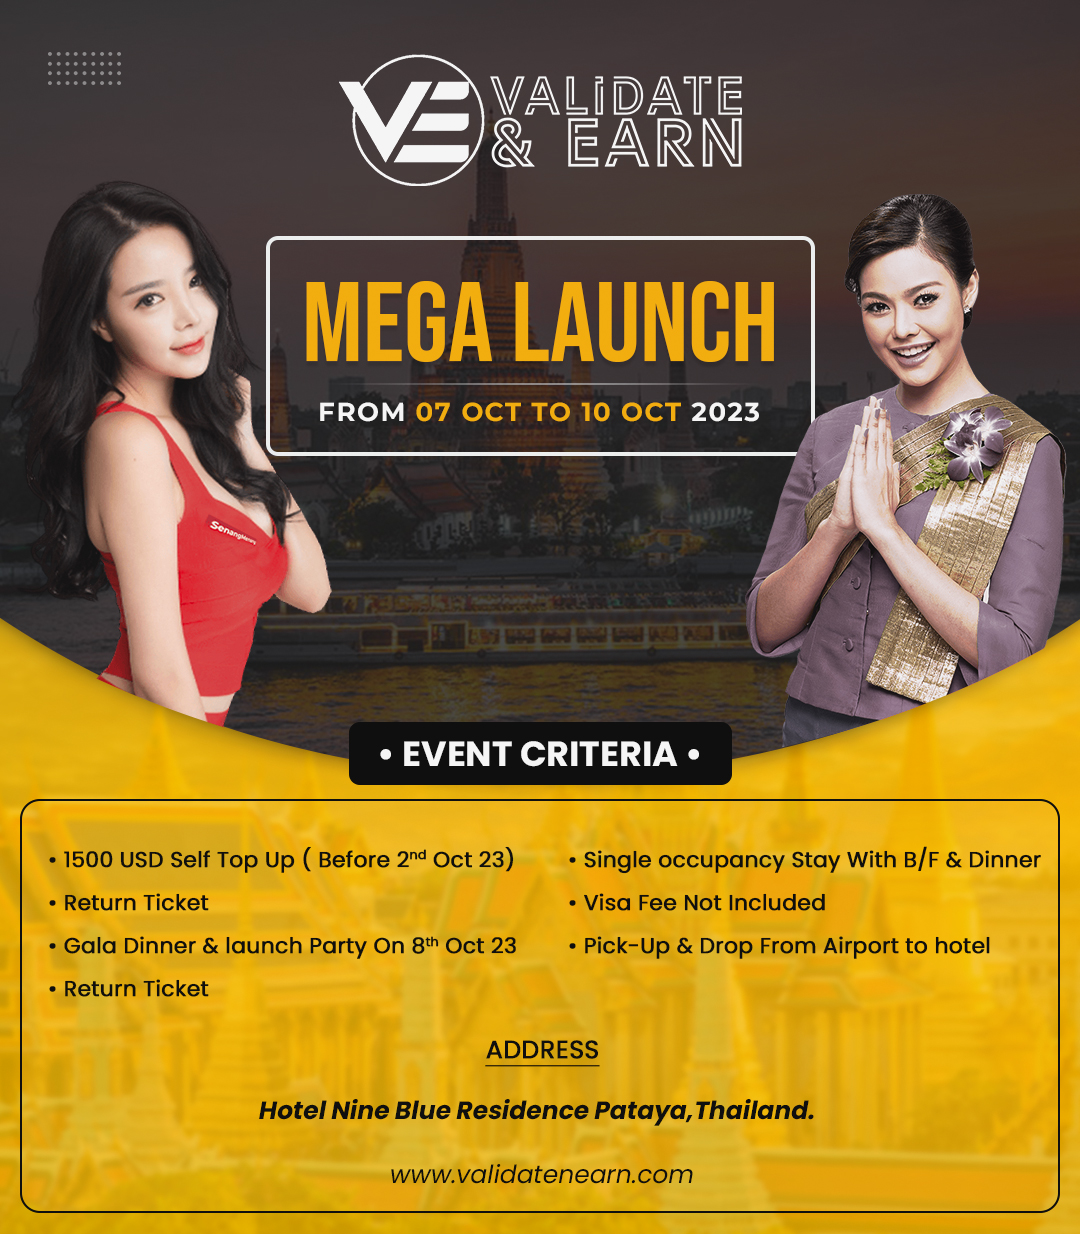 VE VALiDATE
& EARN
MEGA LAUNCH
FROM 07 OCT TO 10 OCT 2023
• EVENT CRITERIA •
• 1500 USD Self Top Up ( Before 2nd Oct 23)
• Return Ticket
• Gala Dinner & launch Party On 8th Oct 23
• Return Ticket
• Single occupancy Stay With B/F & Dinner
• Visa Fee Not Included
• Pick-Up & Drop From Airport to hotel
ADDRESS
Hotel Nine Blue Residence Pataya,Thailand.
www.validatenearn.com